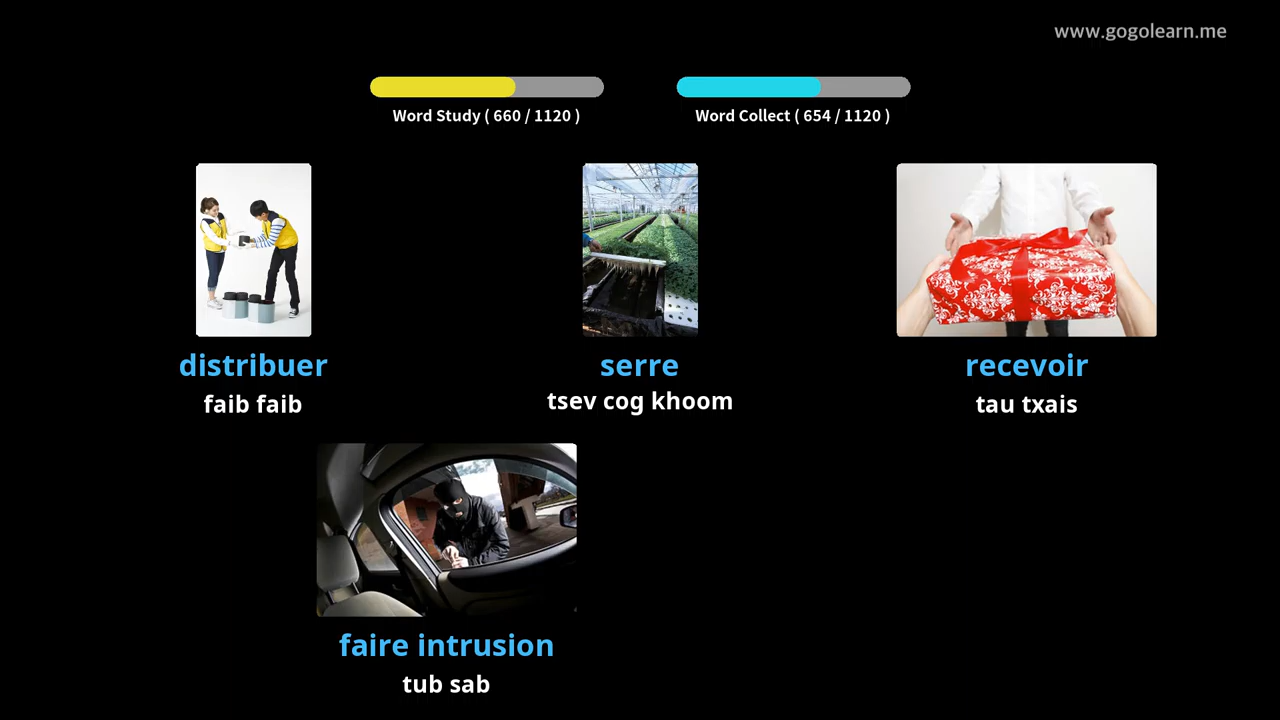 www.gogolearn.me
Word Study ( 660 / 1120 )
Word Collect ( 654 / 1120 )
distribuer
faib faib
serre
tsev cog khoom
recevoir
tau txais
faire intrusion
tub sab